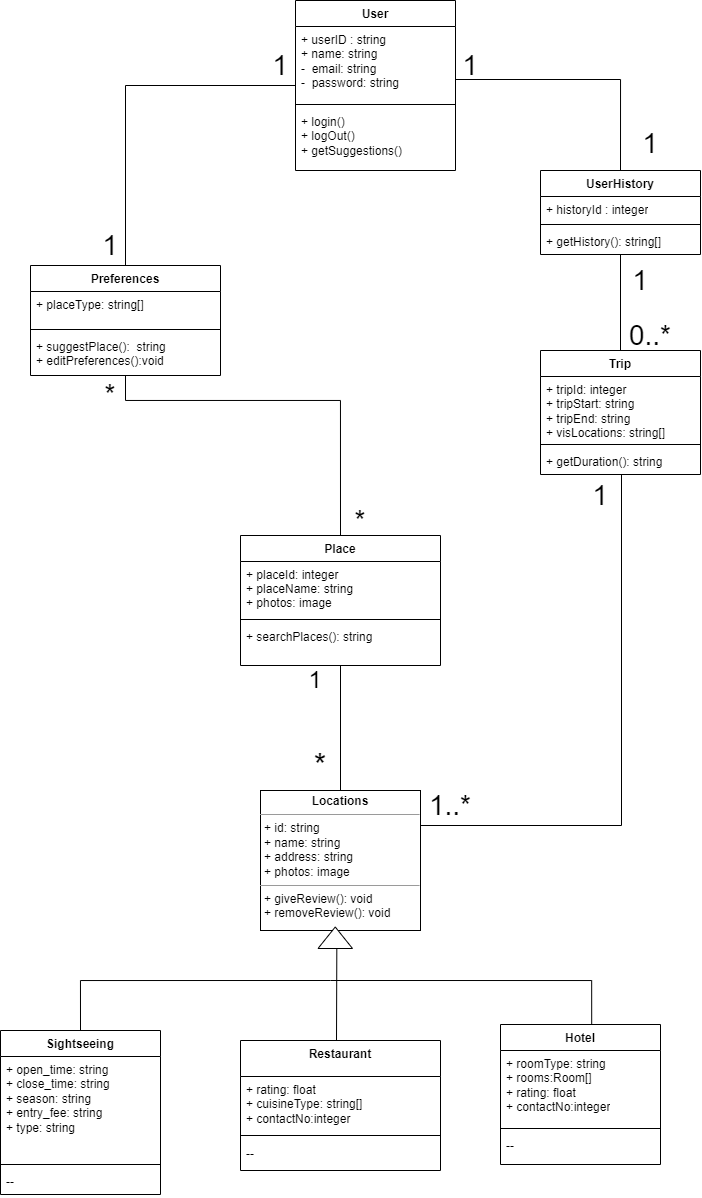 User
+ userID : string
+ name: string
- email: string
- password: string
+ login()
+ logOut()
+ getSuggestions()
1
1
1
1
UserHistory
+ historyId : integer
+ getHistory(): string[]
Preferences
+ placeType: string[]
+ suggestPlace(): string
+ editPreferences():void
1
0..*
Trip
+ tripId: integer
+ tripStart: string
+ tripEnd: string
+ visLocations: string[]
+ getDuration(): string
*
1
*
Place
+ placeId: integer
+ placeName: string
+ photos: image
+ searchPlaces(): string
1
*
1..*
Locations
+ id: string
+ name: string
+ address: string
+ photos: image
+ giveReview(): void
+ removeReview(): void
Sightseeing
+ open_time: string
+ close_time: string
+ season: string
+ entry_fee: string
+ type: string
--
Restaurant
+ rating: float
+ cuisineType: string[]
+ contactNo:integer
--
Hotel
+ roomType: string
+ rooms:Room[]
+ rating: float
+ contactNo:integer
--